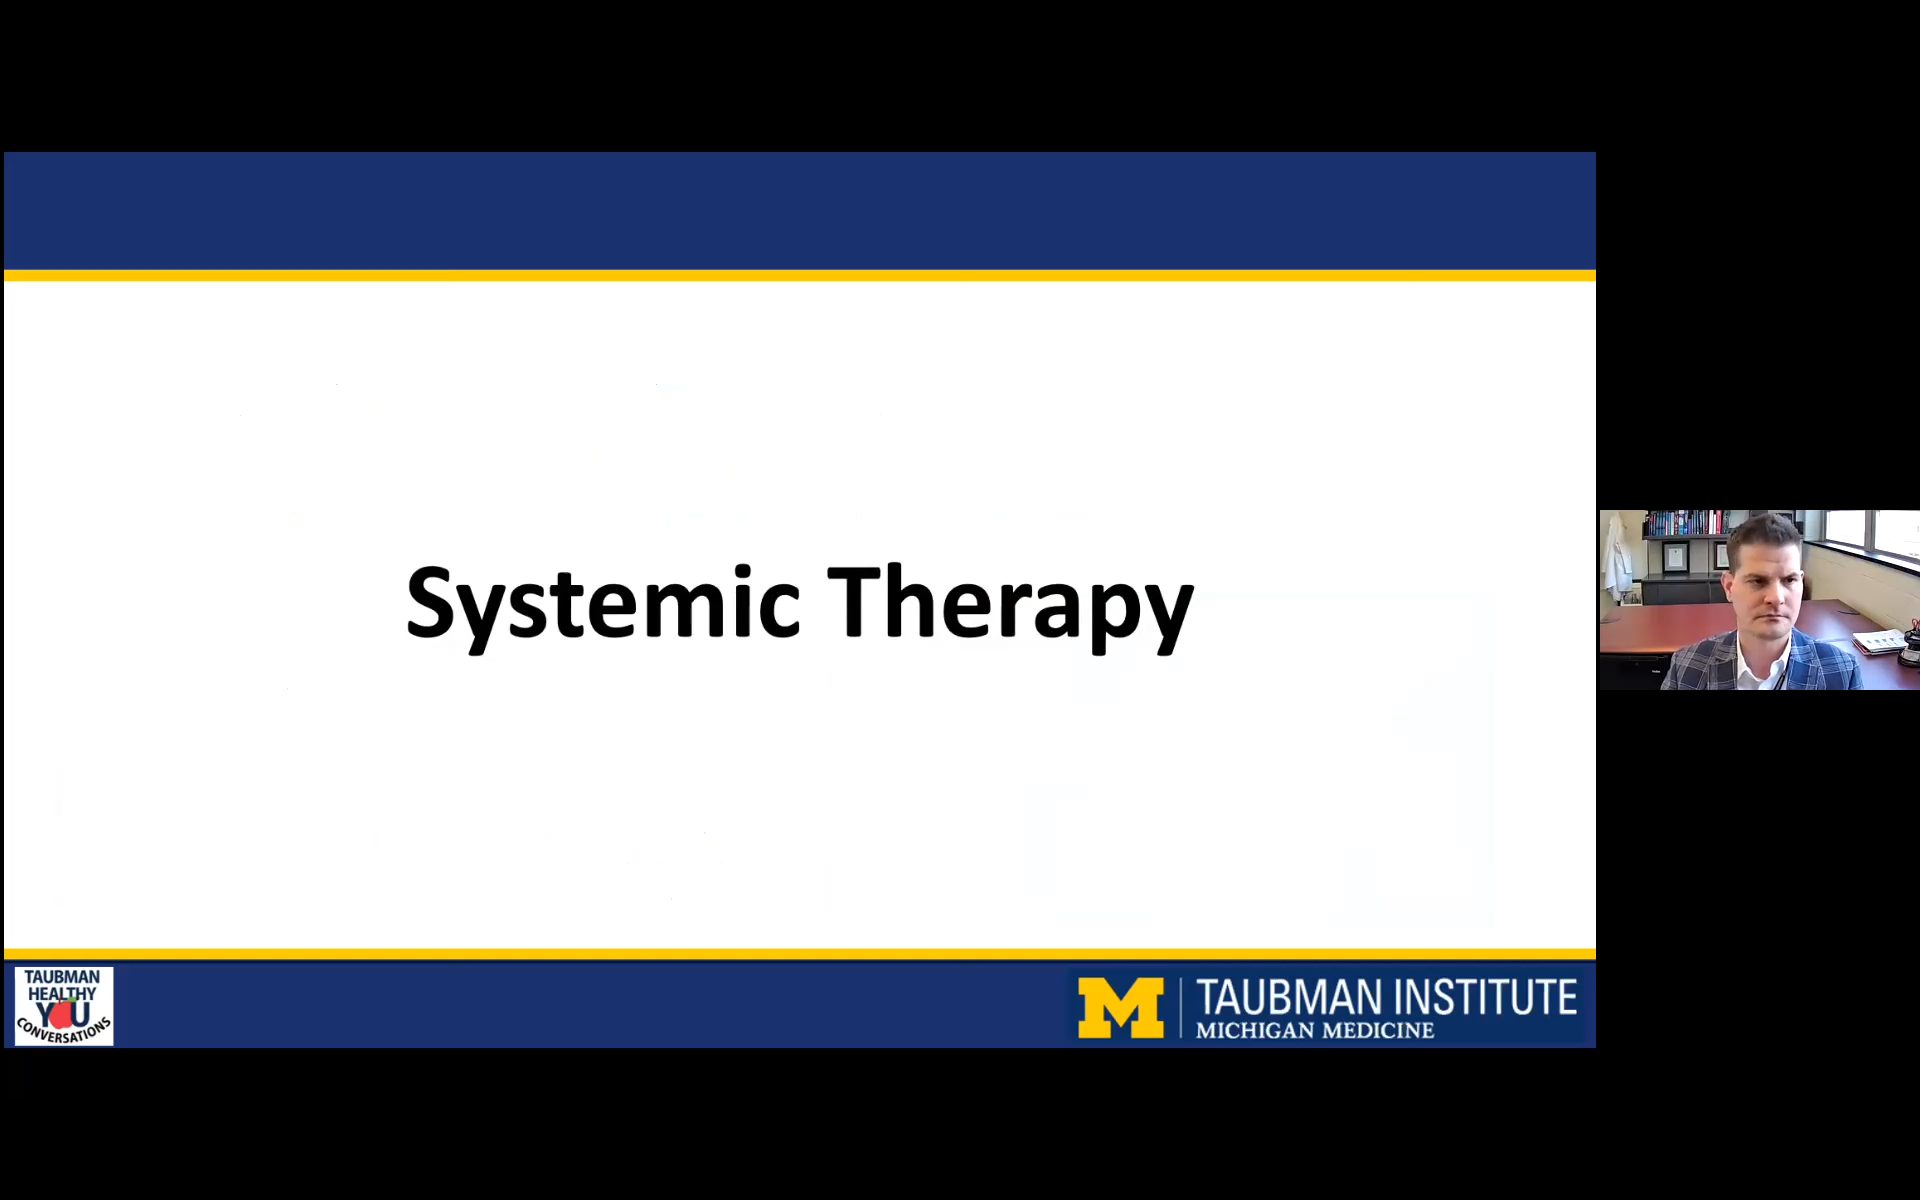 Systemic Therapy
TAUBMAN
HEALTHY
YOU
CONVERSATIONS
M
TAUBMAN INSTITUTE
MICHIGAN MEDICINE